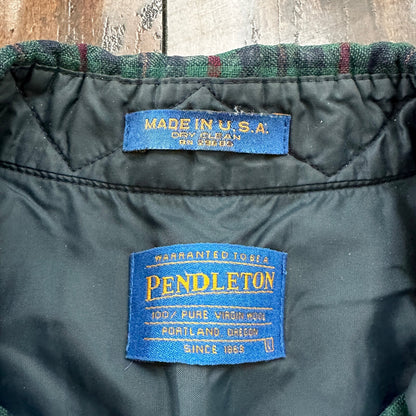 MADE IN U.S.A.
DRY CLEAN
WARRANTED TO BE A
PENDLETON
100% PURE VIRGIN WOOL
PORTLAND, OREGON
SINCE 1863